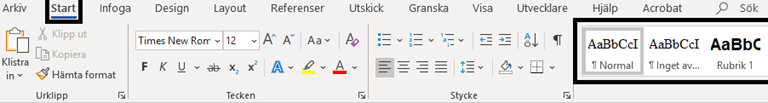 Arkiv Start Infoga Design Layout Referenser Utskick Granska Visa Utvecklare Hjälp Acrobat Sök
Klistra in Klipp ut
Kopiera
Hämta format
Times New Ror 12 A A Aa A
F K U ab x₂ x² A A
AaBbCcI AaBbCcI AaBbC
¶ Normal ¶ Inget av... Rubrik 1
Urklipp Tecken Stycke